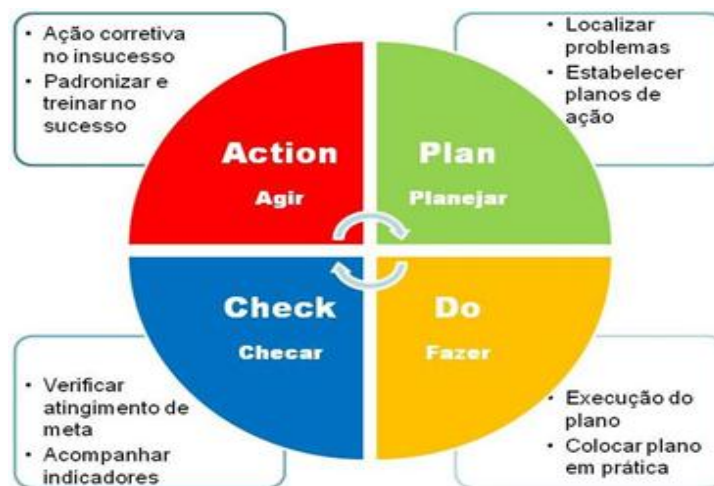 • Ação corretiva
no insucesso
• Padronizar e
treinar no
sucesso
• Localizar
problemas
• Estabelecer
planos de
ação
Action
Agir
Plan
Planejar
Check
Checar
Do
Fazer
• Verificar
atingimento de
meta
• Acompanhar
indicadores
• Execução do
plano
• Colocar plano
em prática